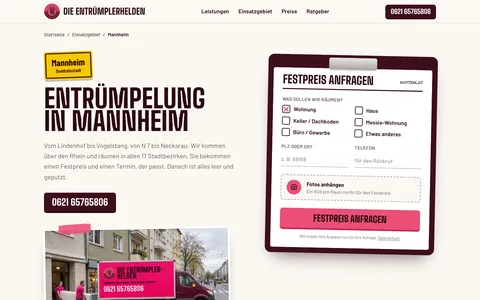 DIE ENTRÜMPLERHELDEN
Leistungen
Einsatzgebiet
Preise
Ratgeber
0621 65765806
Startseite / Einsatzgebiet / Mannheim
Mannheim
Quadratestadt
ENTRÜMPELUNG
IN MANNHEIM
Vom Lindenhof bis Vogelstang, von N 7 bis Neckarau: Wir kommen
über den Rhein und räumen in allen 17 Stadtbezirken. Sie bekommen
einen Festpreis und einen Termin, der passt. Danach ist alles leer und
geputzt.
0621 65765806
DIE ENTRÜMPLER-
HELDEN
0621 65765806
FESTPREIS ANFRAGEN
KOSTENLOS
WAS SOLLEN WIR RÄUMEN?
Wohnung
Haus
Keller / Dachboden
Messie-Wohnung
Büro / Gewerbe
Etwas anderes
PLZ ODER ORT
TELEFON
z. B. 68159
für den Rückruf
Fotos anhängen
Ein Bild pro Raum reicht für den Festpreis.
FESTPREIS ANFRAGEN
Wir nutzen Ihre Angaben nur für Ihre Anfrage. Datenschutz